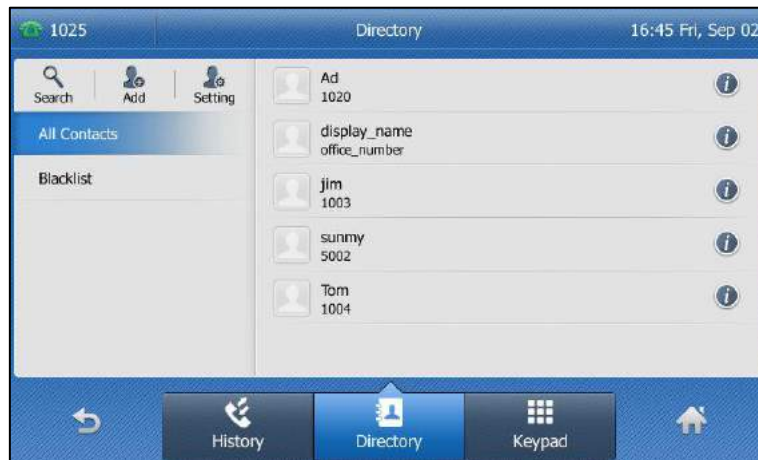 1025 Directory 16:45 Fri, Sep 02
Search Add Setting
All Contacts
Blacklist
Ad
1020
display_name
office_number
jim
1003
sunmy
5002
Tom
1004
History Directory Keypad